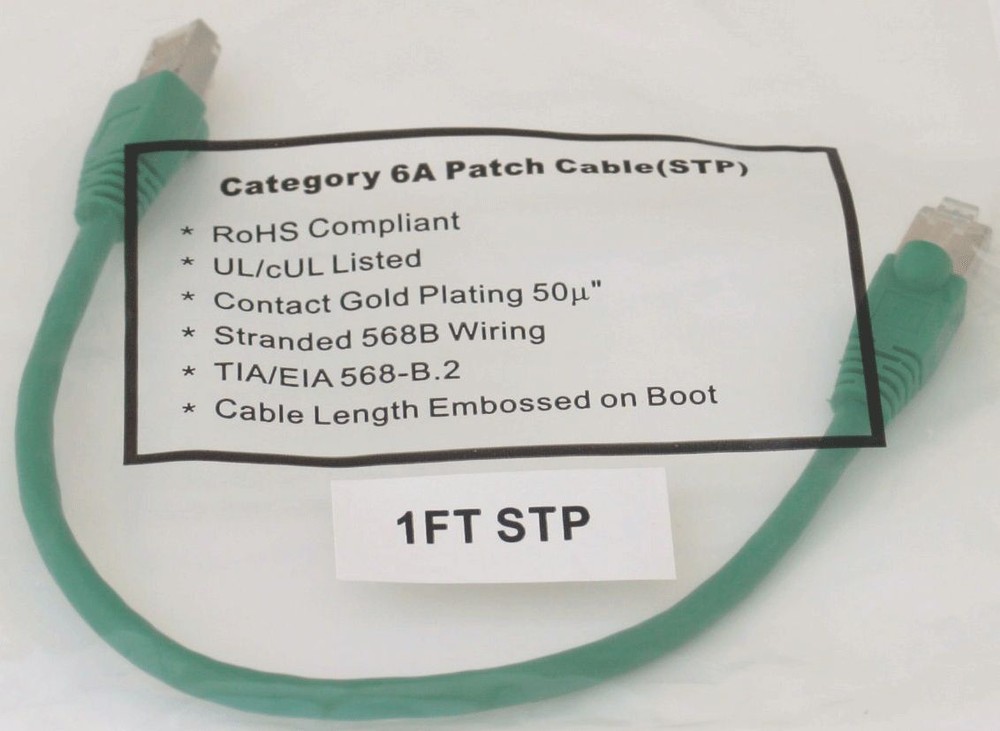 Category 6A Patch Cable(STP)
* RoHS Compliant
* UL/cUL Listed
* Contact Gold Plating 50µ"
* Stranded 568B Wiring
* TIA/EIA 568-B.2
* Cable Length Embossed on Boot
1FT STP